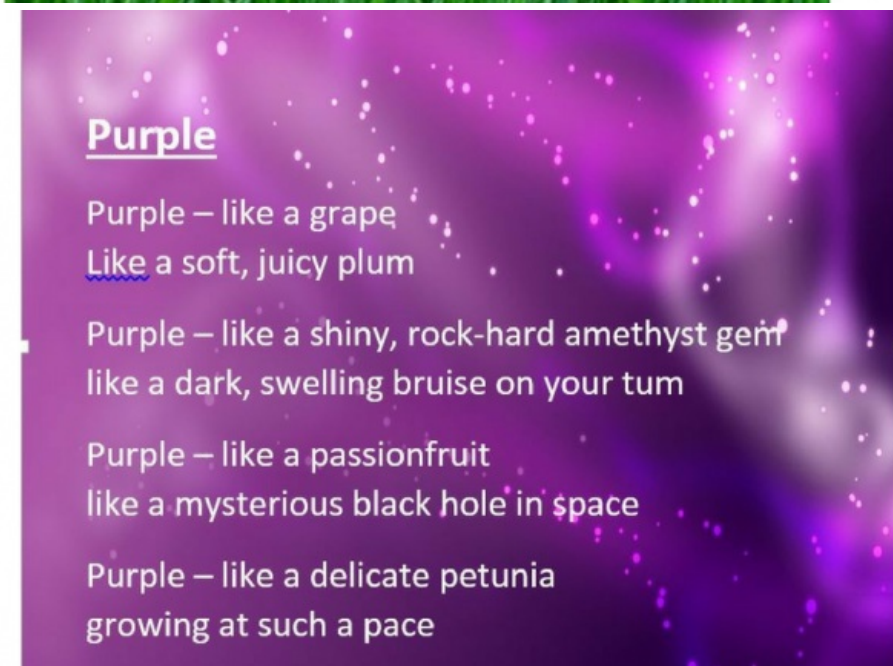 Purple
Purple – like a grape
Like a soft, juicy plum
Purple – like a shiny, rock-hard amethyst gem
like a dark, swelling bruise on your tum
Purple – like a passionfruit
like a mysterious black hole in space
Purple – like a delicate petunia
growing at such a pace